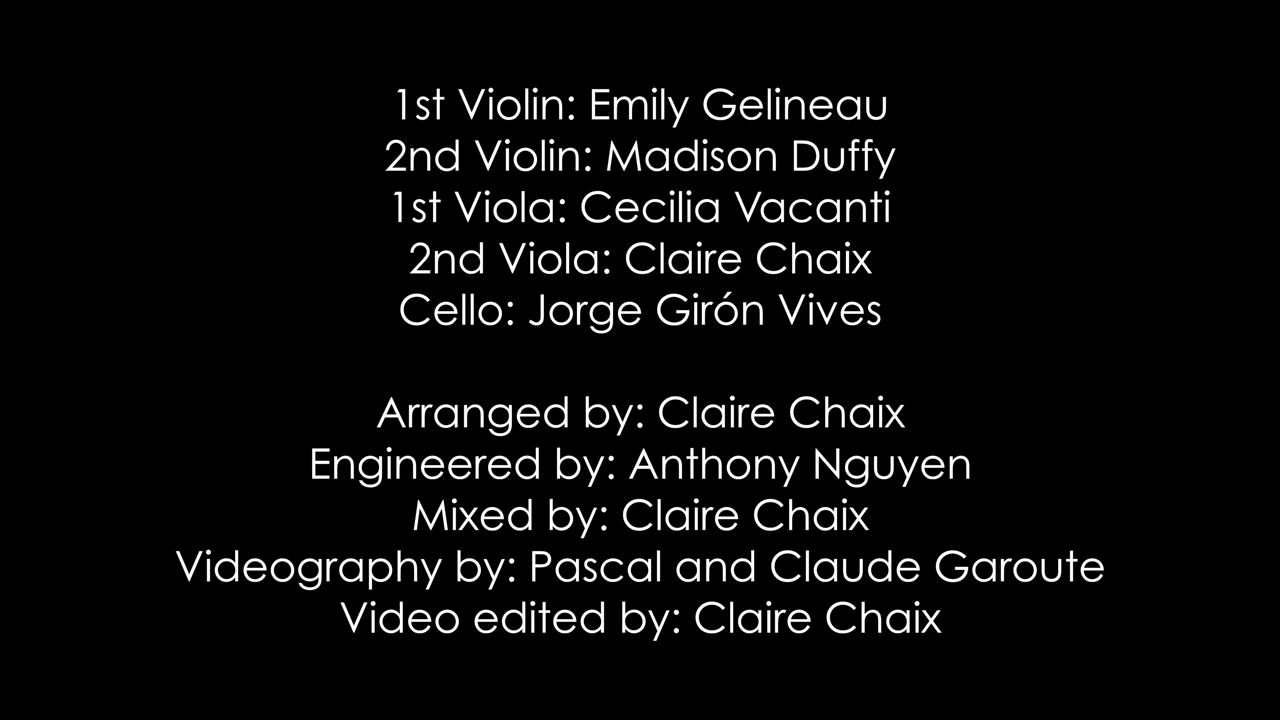 1st Violin: Emily Gelineau
2nd Violin: Madison Duffy
1st Viola: Cecilia Vacanti
2nd Viola: Claire Chaix
Cello: Jorge Girón Vives
Arranged by: Claire Chaix
Engineered by: Anthony Nguyen
Mixed by: Claire Chaix
Videography by: Pascal and Claude Garoute
Video edited by: Claire Chaix